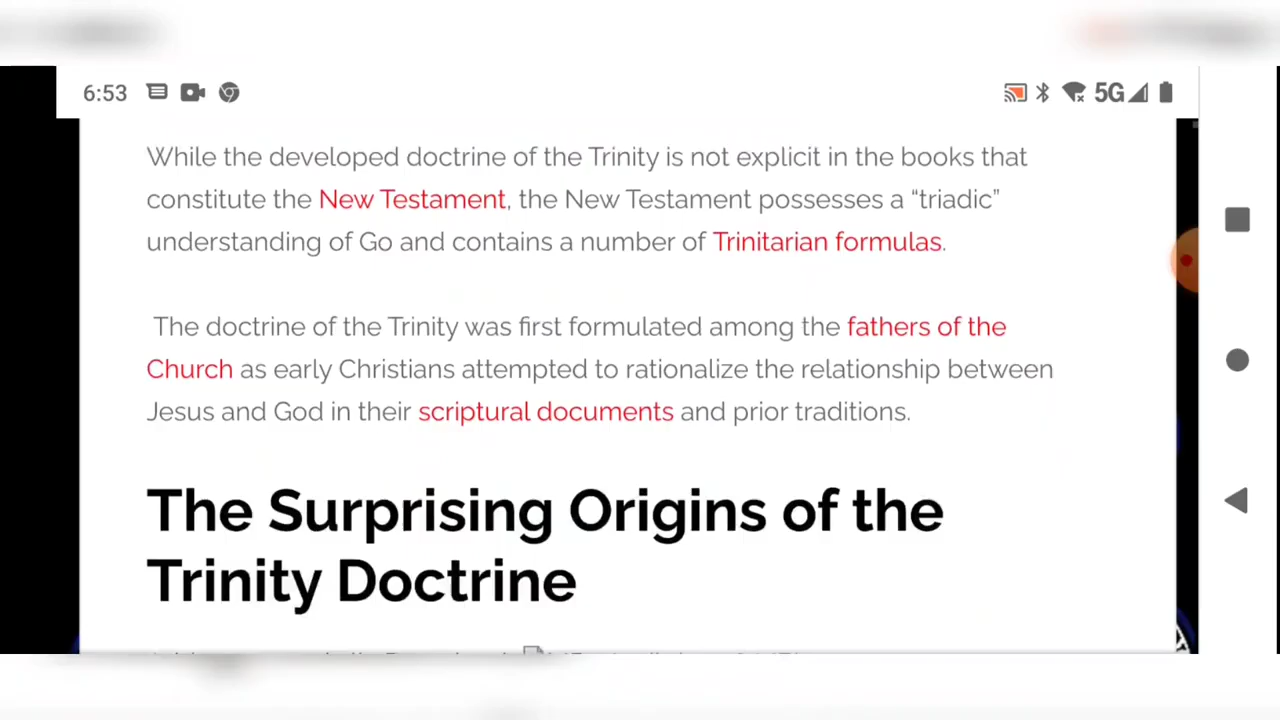 6:53
5G
While the developed doctrine of the Trinity is not explicit in the books that
constitute the New Testament, the New Testament possesses a “triadic”
understanding of Go and contains a number of Trinitarian formulas.
The doctrine of the Trinity was first formulated among the fathers of the
Church as early Christians attempted to rationalize the relationship between
Jesus and God in their scriptural documents and prior traditions.
The Surprising Origins of the
Trinity Doctrine